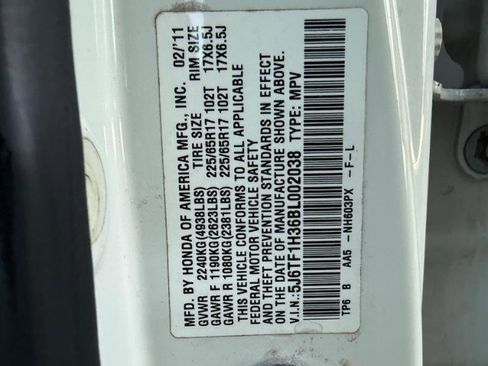 MFD. BY HONDA OF AMERICA MFG., INC. 02/'11
GVWR 2240KG(4938LBS) TIRE SIZE RIM SIZE
GAWR F 1190KG(2623LBS) 225/65R17 102T 17X6.5J
GAWR R 1080KG(2381LBS) 225/65R17 102T 17X6.5J
THIS VEHICLE CONFORMS TO ALL APPLICABLE
FEDERAL MOTOR VEHICLE SAFETY
AND THEFT PREVENTION STANDARDS IN EFFECT
ON THE DATE OF MANUFACTURE SHOWN ABOVE.
V.I.N.:5J6TF1H36BL002038 TYPE: MPV
TP6 B AA5 -NH603PX -F-L